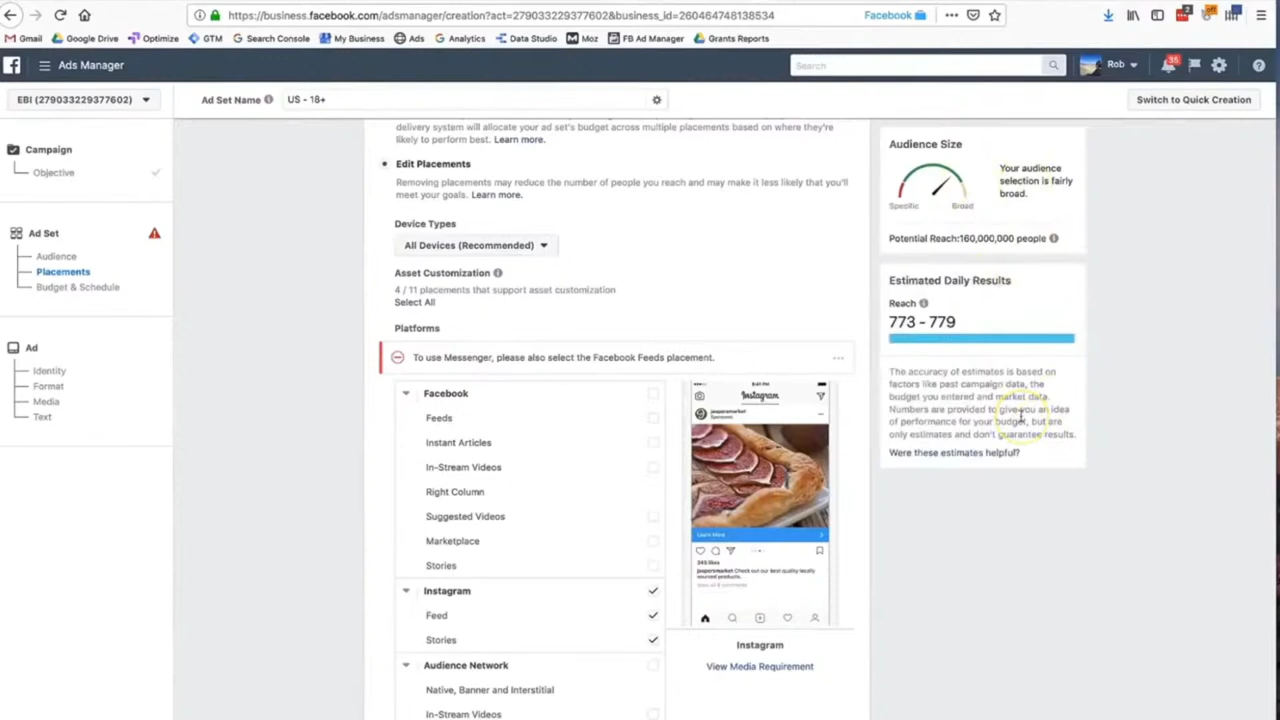 https://business.facebook.com/adsmanager/creation?act=279033229377602&business_id=260464748138534
Facebook
Gmail
Google Drive
Optimize
GTM
Search Console
My Business
Ads
Analytics
Data Studio
Moz
FB Ad Manager
Grants Reports
Ads Manager
Search
Rob
35
EBI (279033229377602)
Ad Set Name
US - 18+
Switch to Quick Creation
Campaign
Objective
Ad Set
Audience
Placements
Budget & Schedule
Ad
Identity
Format
Media
Text
delivery system will allocate your ad set's budget across multiple placements based on where they're
likely to perform best. Learn more.
Edit Placements
Removing placements may reduce the number of people you reach and may make it less likely that you'll
meet your goals. Learn more.
Device Types
All Devices (Recommended)
Asset Customization
4 / 11 placements that support asset customization
Select All
Platforms
To use Messenger, please also select the Facebook Feeds placement.
Facebook
Feeds
Instant Articles
In-Stream Videos
Right Column
Suggested Videos
Marketplace
Stories
Instagram
Feed
Stories
Audience Network
Native, Banner and Interstitial
In-Stream Videos
Instagram
jaspersmarket
Sponsored
Learn More
jaspersmarket Check out our best quality locally
sourced products.
Instagram
View Media Requirement
Audience Size
Your audience
selection is fairly
broad.
Specific
Broad
Potential Reach:160,000,000 people
Estimated Daily Results
Reach
773 - 779
The accuracy of estimates is based on
factors like past campaign data, the
budget you entered and market data.
Numbers are provided to give you an idea
of performance for your budget, but are
only estimates and don't guarantee results.
Were these estimates helpful?